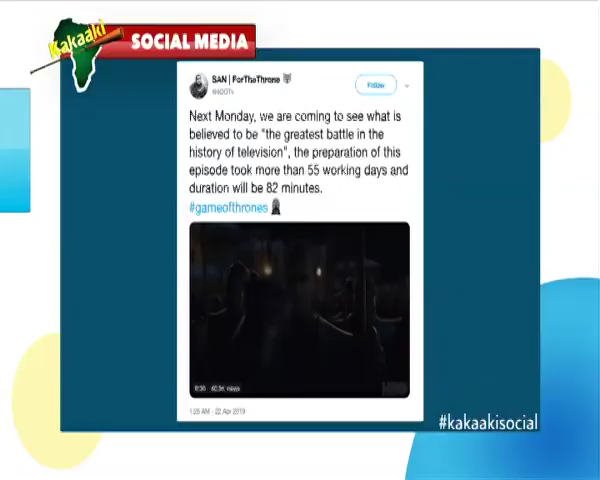 Kakaaki
SOCIAL MEDIA
SAN | ForTheThrone
Follow
Next Monday, we are coming to see what is
believed to be "the greatest battle in the
history of television", the preparation of this
episode took more than 55 working days and
duration will be 82 minutes.
#gameofthrones
views
1:25 AM - 22 Apr 2019
#kakaakisocial